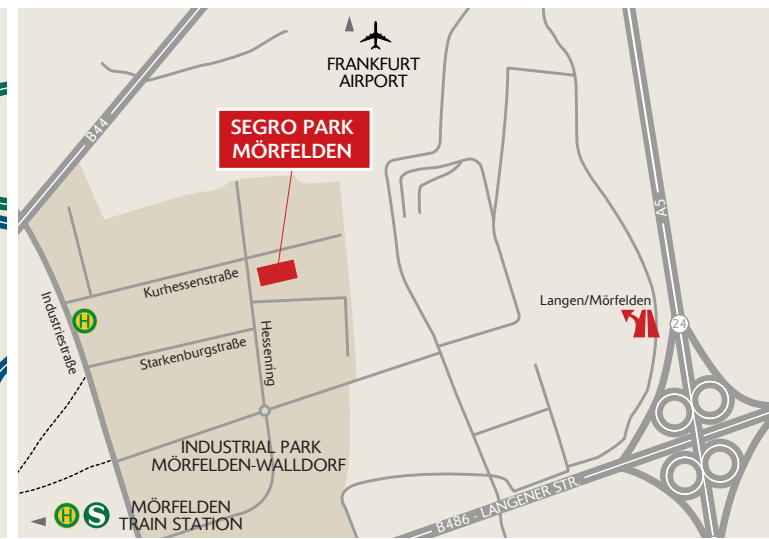 FRANKFURT
AIRPORT
B44
SEGRO PARK
MÖRFELDEN
A5
Kurhessenstraße
Industriestraße
H
Langen/Mörfelden
24
Starkenburgstraße
Hessenring
INDUSTRIAL PARK
MÖRFELDEN-WALLDORF
B486 - LANGENER STR.
H S MÖRFELDEN
TRAIN STATION